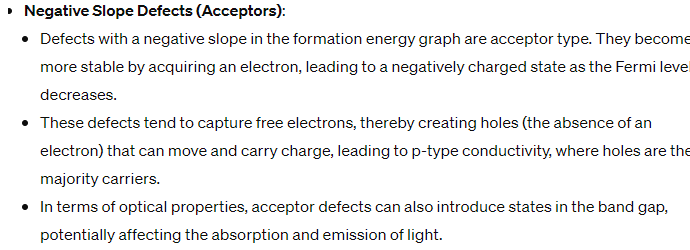 Negative Slope Defects (Acceptors):
Defects with a negative slope in the formation energy graph are acceptor type. They become
more stable by acquiring an electron, leading to a negatively charged state as the Fermi level
decreases.
These defects tend to capture free electrons, thereby creating holes (the absence of an
electron) that can move and carry charge, leading to p-type conductivity, where holes are the
majority carriers.
In terms of optical properties, acceptor defects can also introduce states in the band gap,
potentially affecting the absorption and emission of light.